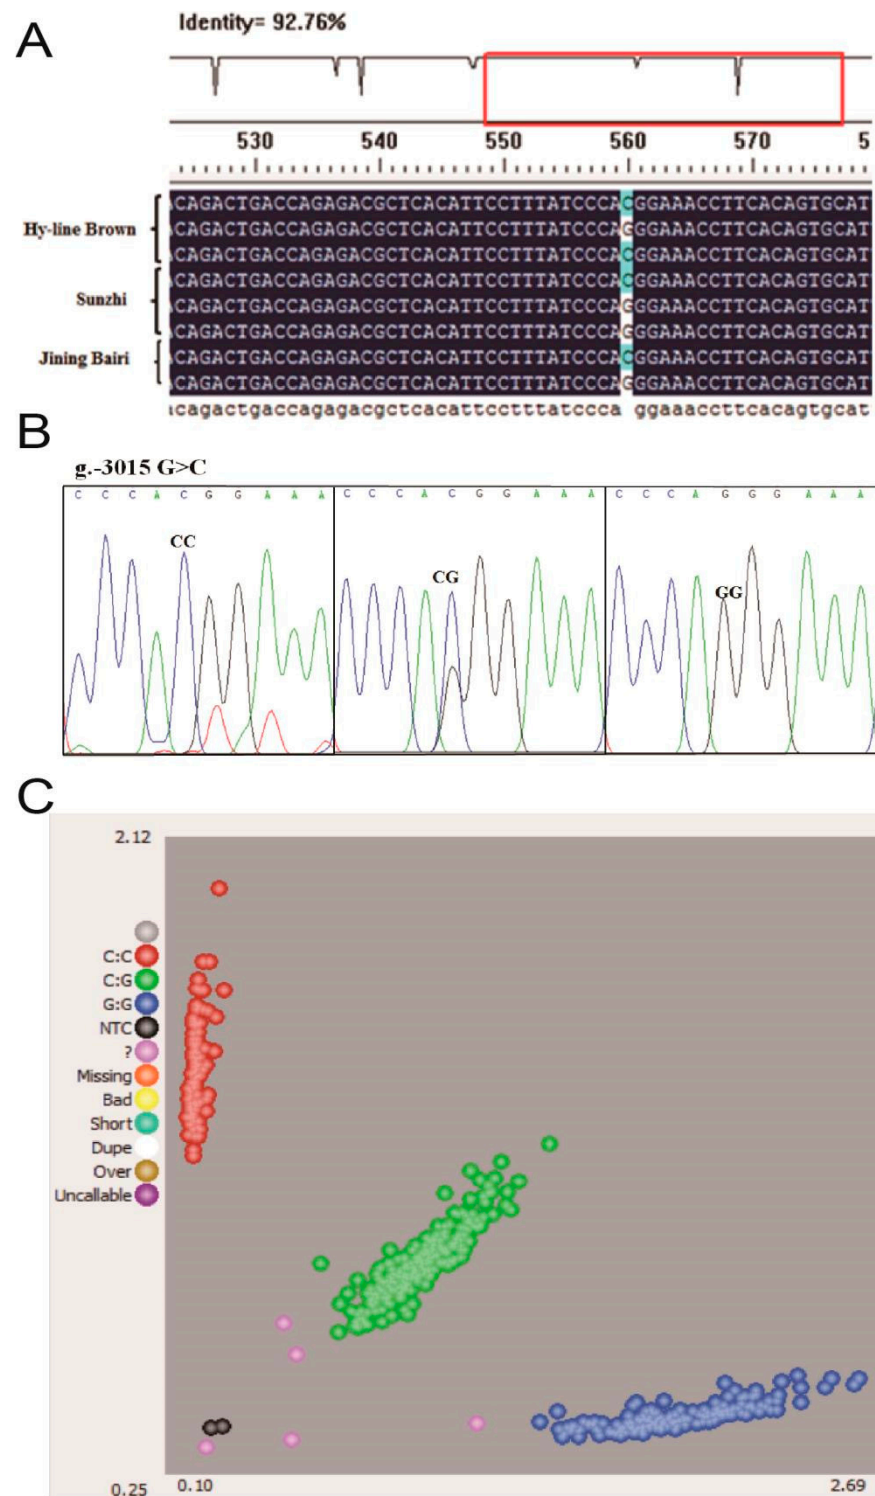 A
Identity= 92.76%
530 540 550 560 570 5
CAGACTGACCAGAGACGCTCACATTCCTTTATCCCACGGAAACCTTCACAGTGCAT
Hy-line Brown CAGACTGACCAGAGACGCTCACATTCCTTTATCCCAGGGAAACCTTCACAGTGCAT
CAGACTGACCAGAGACGCTCACATTCCTTTATCCCACGGAAACCTTCACAGTGCAT
CAGACTGACCAGAGACGCTCACATTCCTTTATCCCACGGAAACCTTCACAGTGCAT
Sunzhi CAGACTGACCAGAGACGCTCACATTCCTTTATCCCAGGGAAACCTTCACAGTGCAT
CAGACTGACCAGAGACGCTCACATTCCTTTATCCCAGGGAAACCTTCACAGTGCAT
Jining Bairi CAGACTGACCAGAGACGCTCACATTCCTTTATCCCACGGAAACCTTCACAGTGCAT
CAGACTGACCAGAGACGCTCACATTCCTTTATCCCAGGGAAACCTTCACAGTGCAT
cagactgaccagagacgctcacattcctttatccca ggaaaccttcacagtgcat
B
g.-3015 G>C
C C C A C G G A A A C C C A C G G A A A C C C A G G G A A A
CC CG GG
C
2.12
C:C
C:G
G:G
NTC
?
Missing
Bad
Short
Dupe
Over
Uncallable
0.25 0.10 2.69